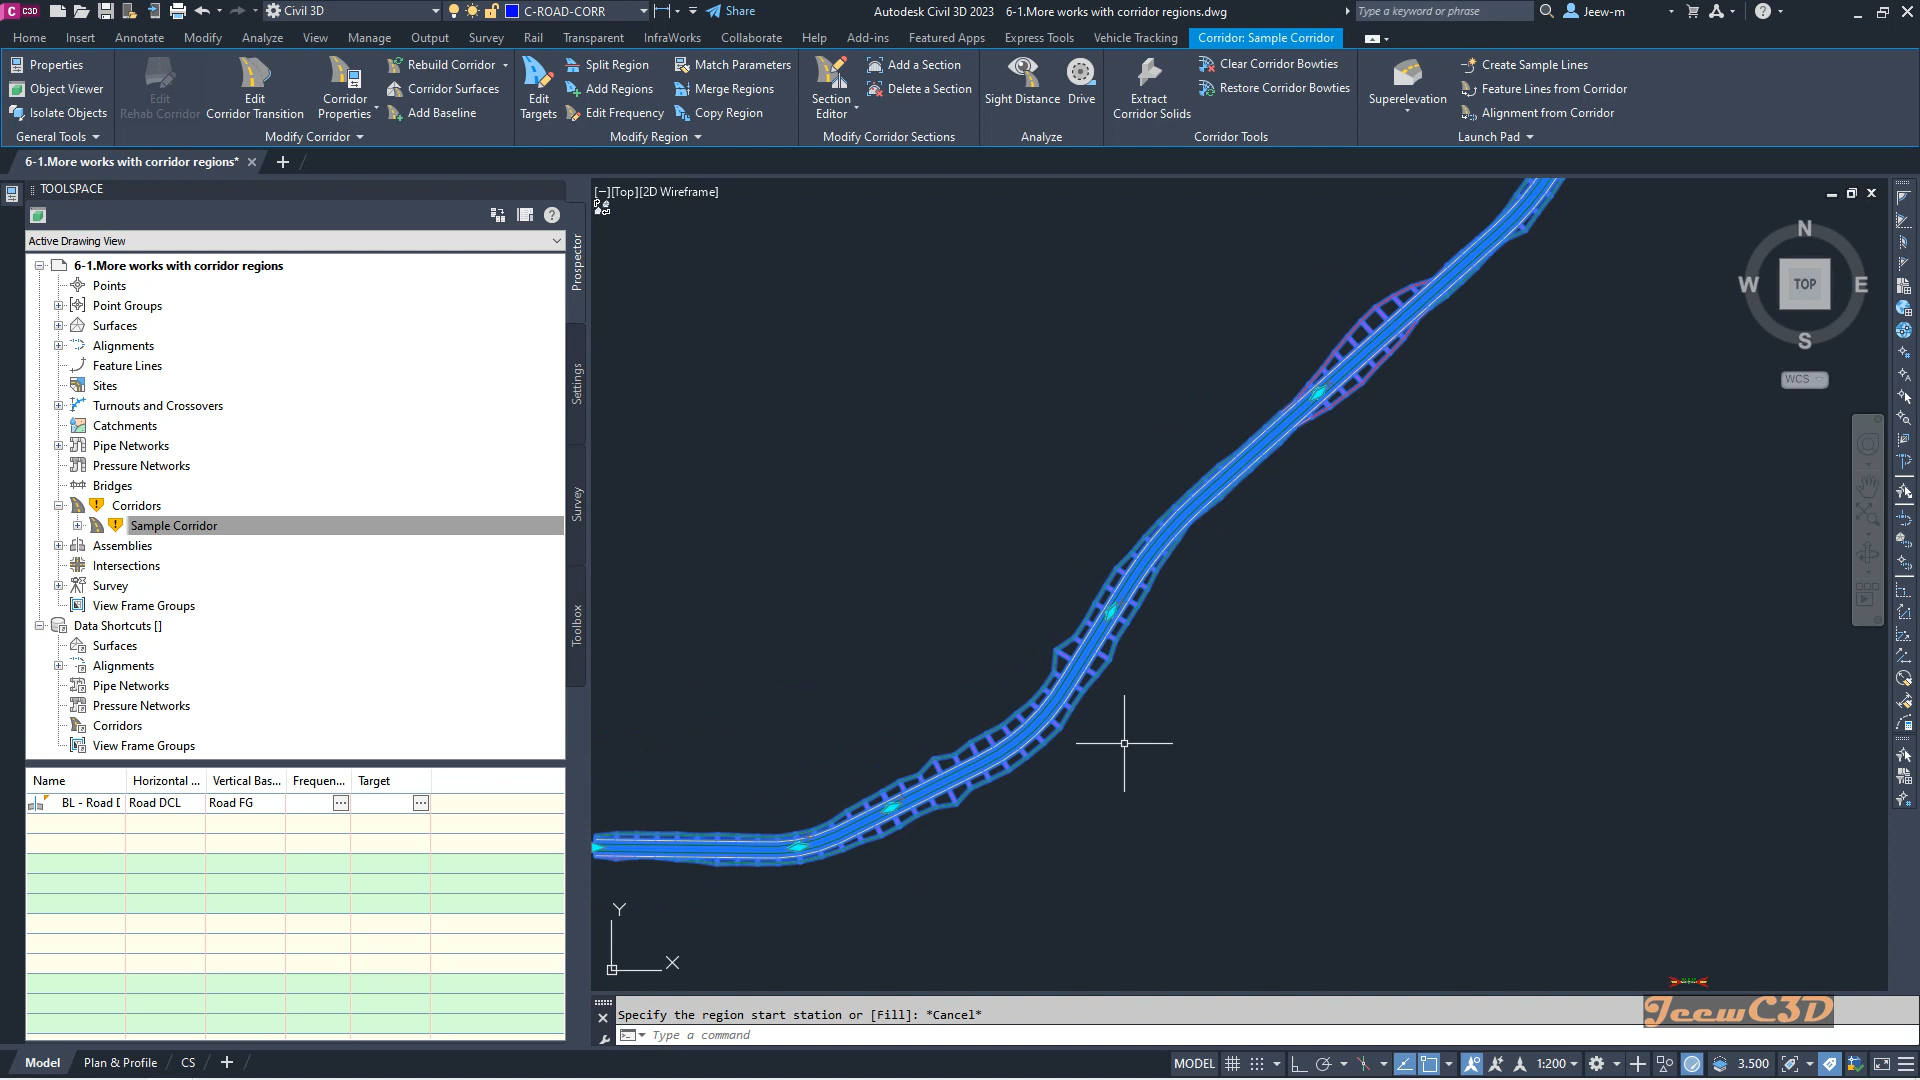 C3D Civil 3D C-ROAD-CORR Share Autodesk Civil 3D 2023 6-1.More works with corridor regions.dwg Type a keyword or phrase Jeew-m
Home Insert Annotate Modify Analyze View Manage Output Survey Rail Transparent InfraWorks Collaborate Help Add-ins Featured Apps Express Tools Vehicle Tracking Corridor: Sample Corridor
Properties
Object Viewer
Isolate Objects
General Tools
Edit
Rehab Corridor
Edit
Corridor Transition
Corridor
Properties
Rebuild Corridor
Corridor Surfaces
Add Baseline
Modify Corridor
Edit
Targets
Split Region
Add Regions
Edit Frequency
Match Parameters
Merge Regions
Copy Region
Modify Region
Section
Editor
Add a Section
Delete a Section
Modify Corridor Sections
Sight Distance
Drive
Analyze
Extract
Corridor Solids
Clear Corridor Bowties
Restore Corridor Bowties
Corridor Tools
Superelevation
Create Sample Lines
Feature Lines from Corridor
Alignment from Corridor
Launch Pad
6-1.More works with corridor regions*
TOOLSPACE
Active Drawing View
6-1.More works with corridor regions
Points
Point Groups
Surfaces
Alignments
Feature Lines
Sites
Turnouts and Crossovers
Catchments
Pipe Networks
Pressure Networks
Bridges
Corridors
Sample Corridor
Assemblies
Intersections
Survey
View Frame Groups
Data Shortcuts []
Surfaces
Alignments
Pipe Networks
Pressure Networks
Corridors
View Frame Groups
Prospector
Settings
Survey
Toolbox
Name Horizontal ... Vertical Bas... Frequen... Target
BL - Road D Road DCL Road FG
[−][Top][2D Wireframe]
N
W TOP E
S
WCS
Y
X
JeewC3D
Specify the region start station or [Fill]: *Cancel*
Type a command
Model Plan & Profile CS
MODEL 1:200 3.500